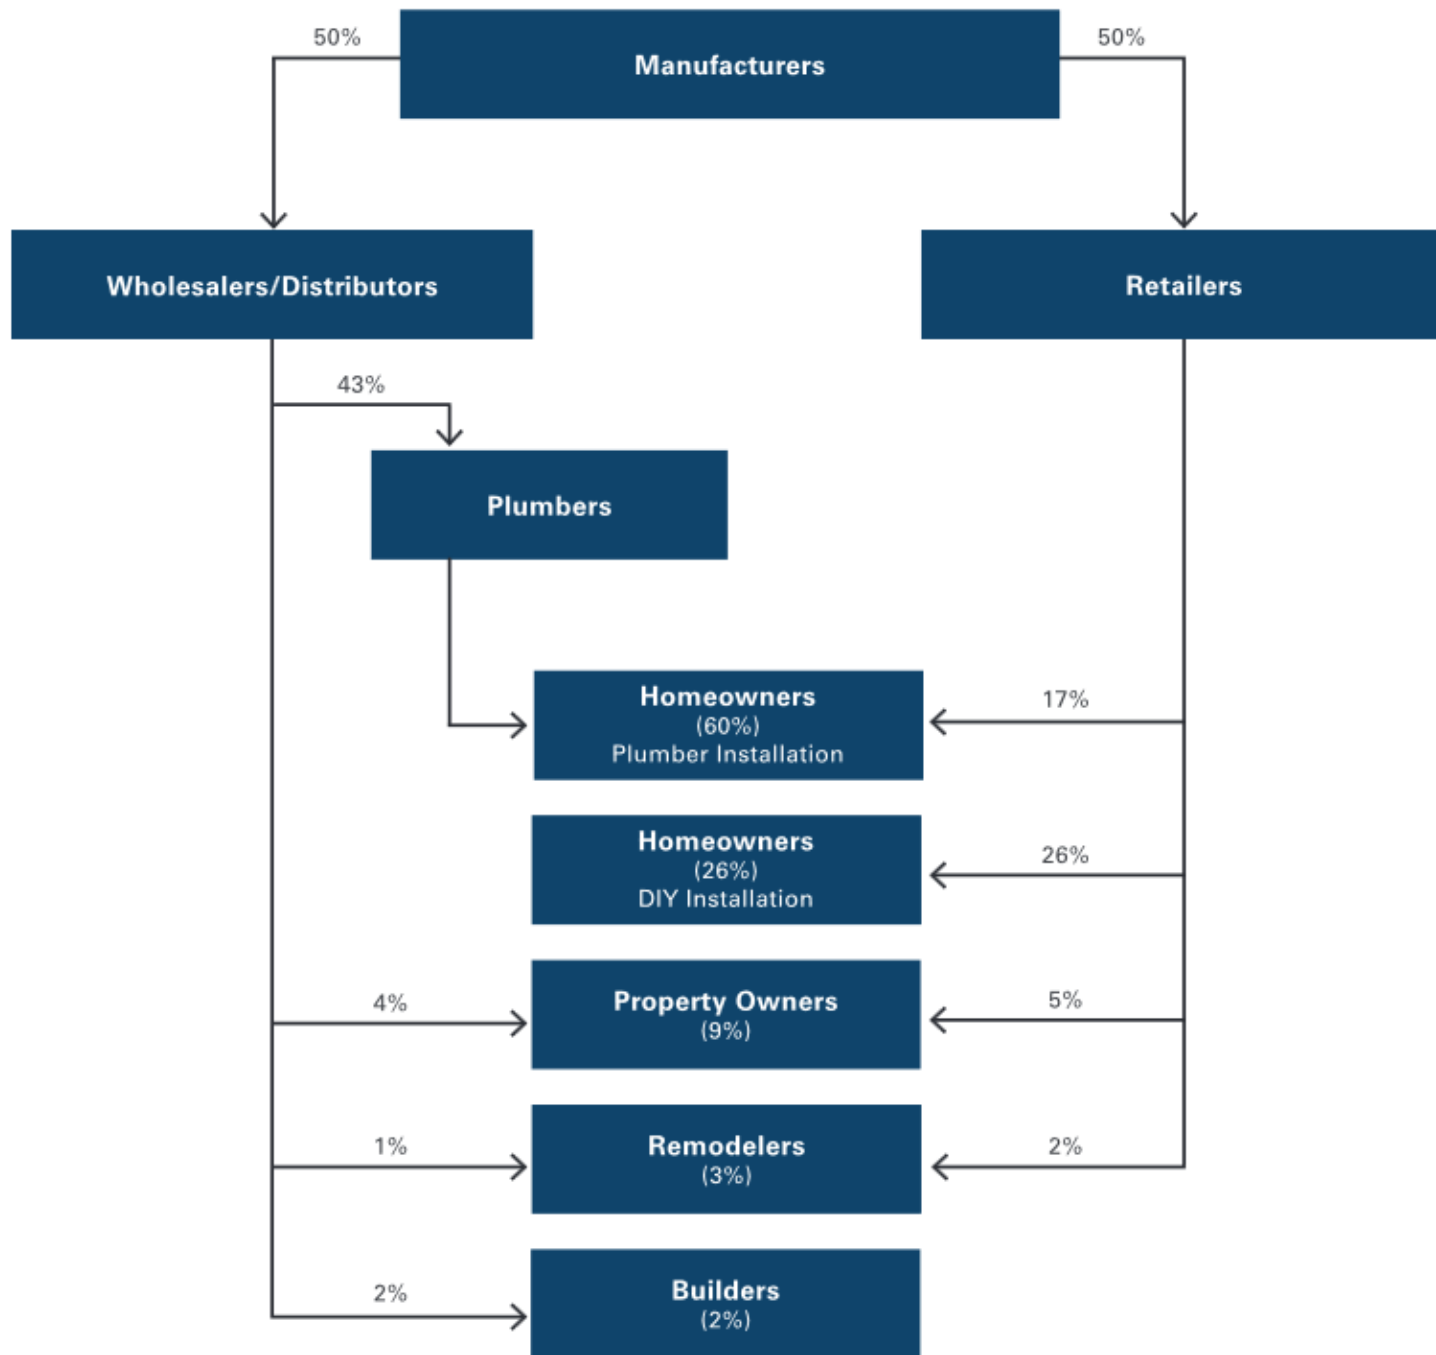 50%
Manufacturers
50%
Wholesalers/Distributors
Retailers
43%
Plumbers
Homeowners
(60%)
Plumber Installation
17%
Homeowners
(26%)
DIY Installation
26%
4%
Property Owners
(9%)
5%
1%
Remodelers
(3%)
2%
2%
Builders
(2%)